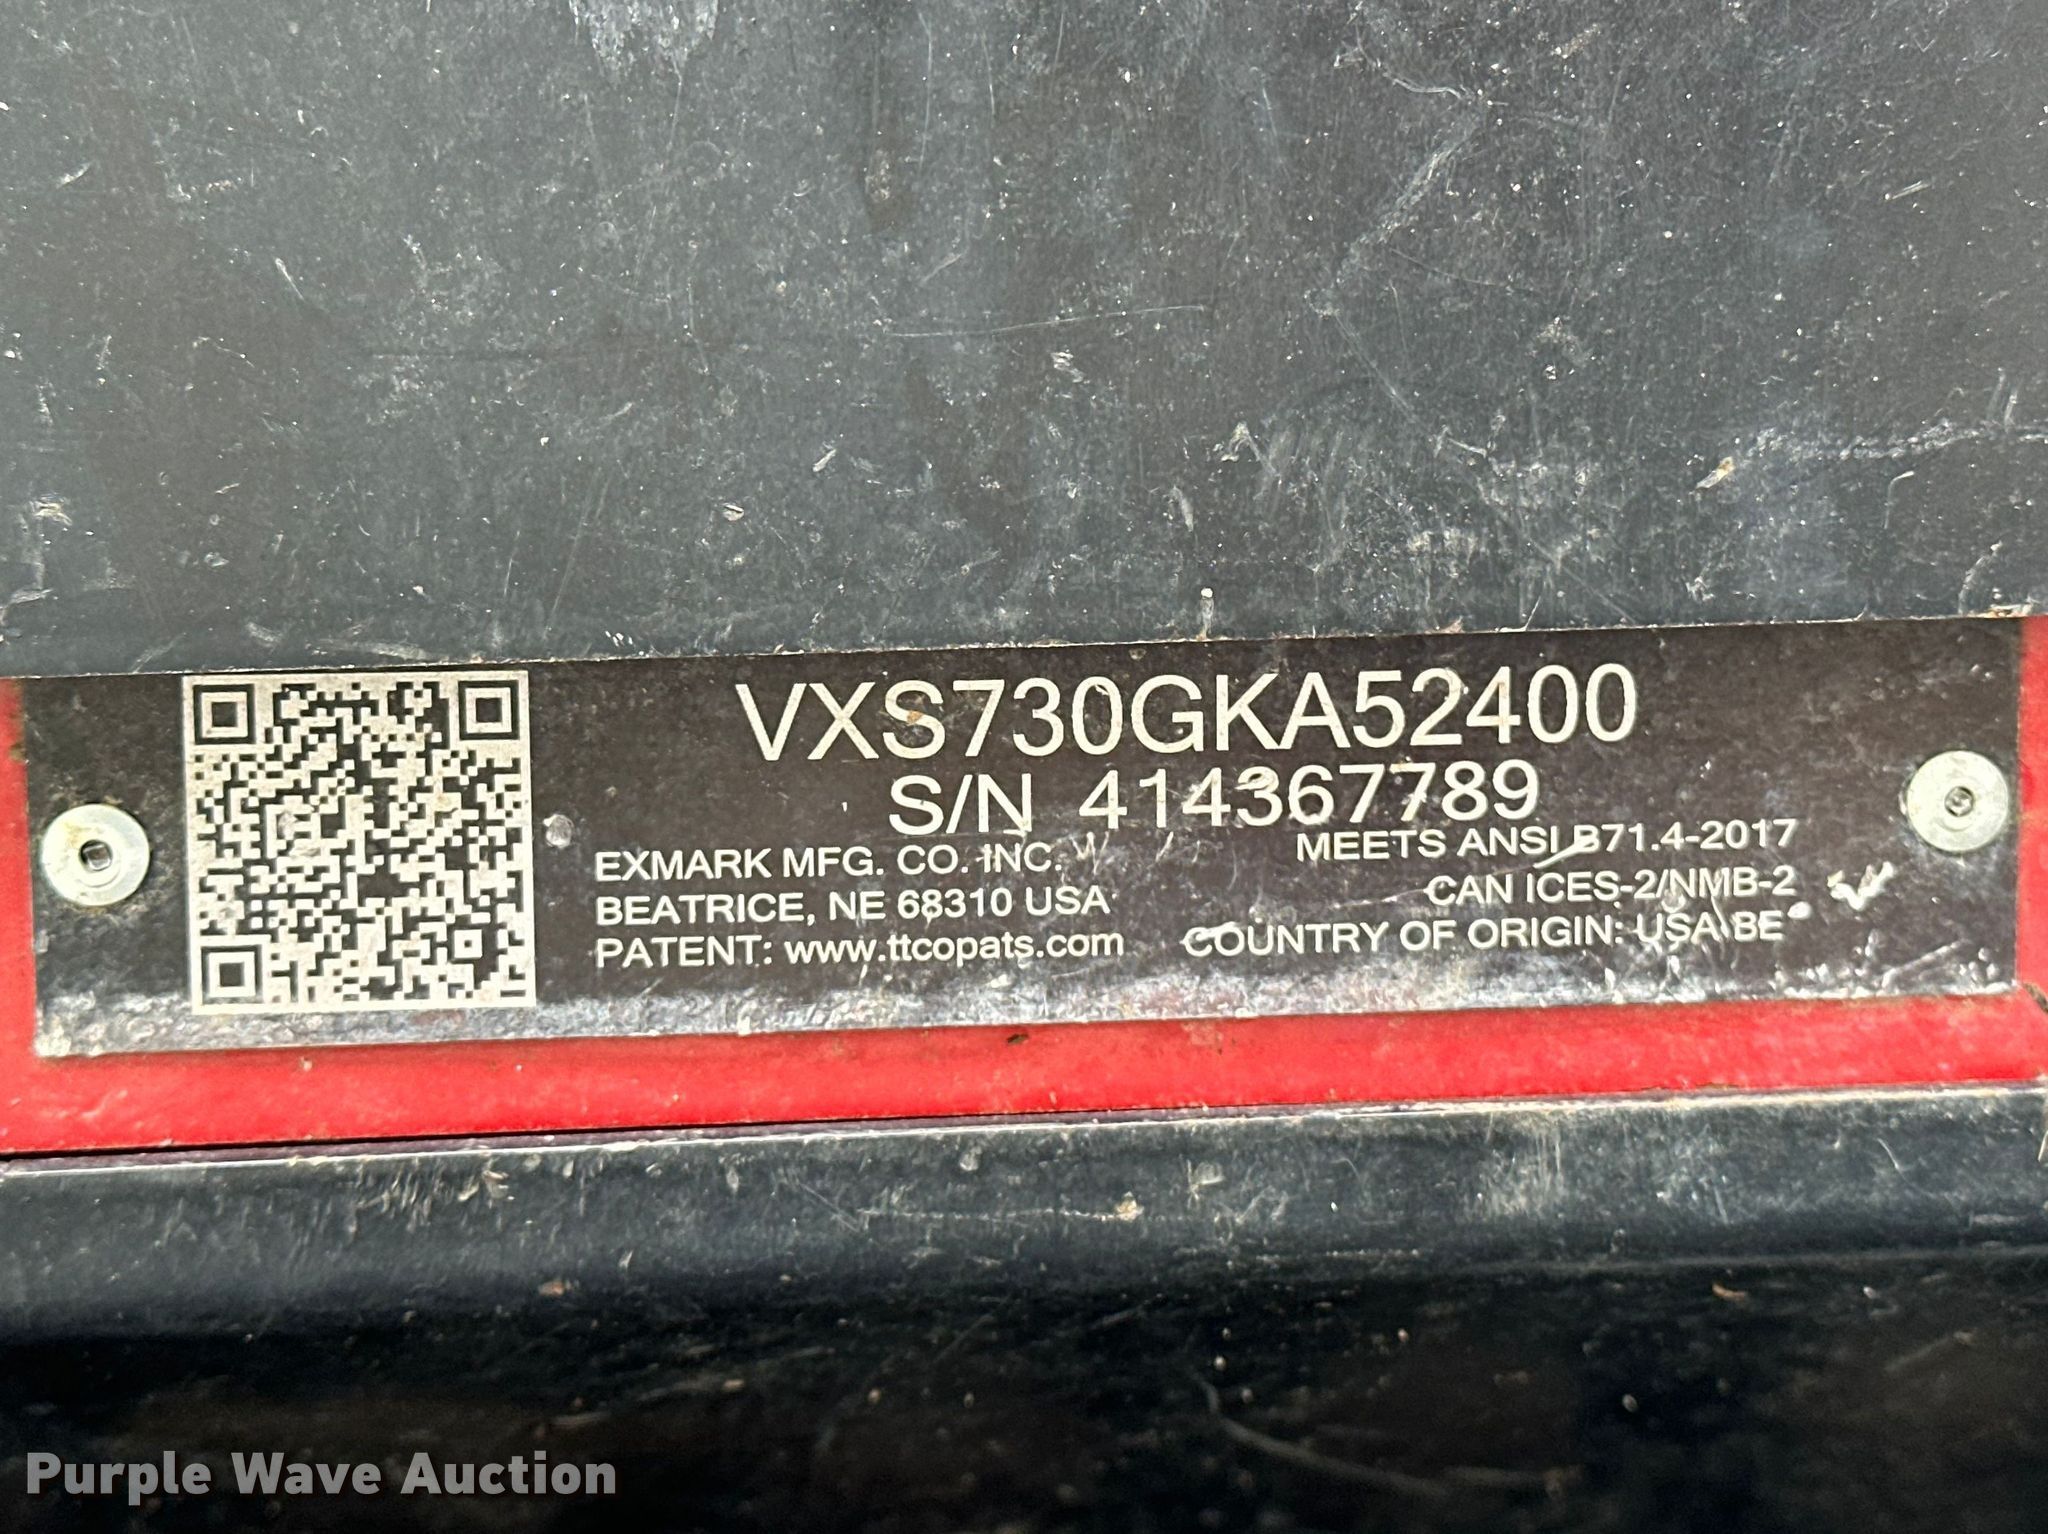 VXS730GKA52400
S/N 414367789
EXMARK MFG. CO. INC.
BEATRICE, NE 68310 USA
PATENT: www.ttcopats.com
MEETS ANSI B71.4-2017
CAN ICES-2/NMB-2
COUNTRY OF ORIGIN: USA BE
Purple Wave Auction